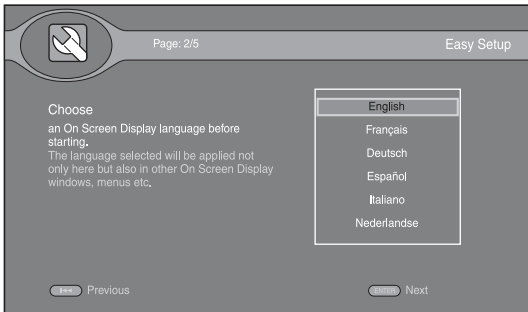 Page: 2/5
Easy Setup
Choose
an On Screen Display language before
starting.
The language selected will be applied not
only here but also in other On Screen Display
windows, menus etc.
English
Français
Deutsch
Español
Italiano
Nederlandse
Previous
ENTER Next